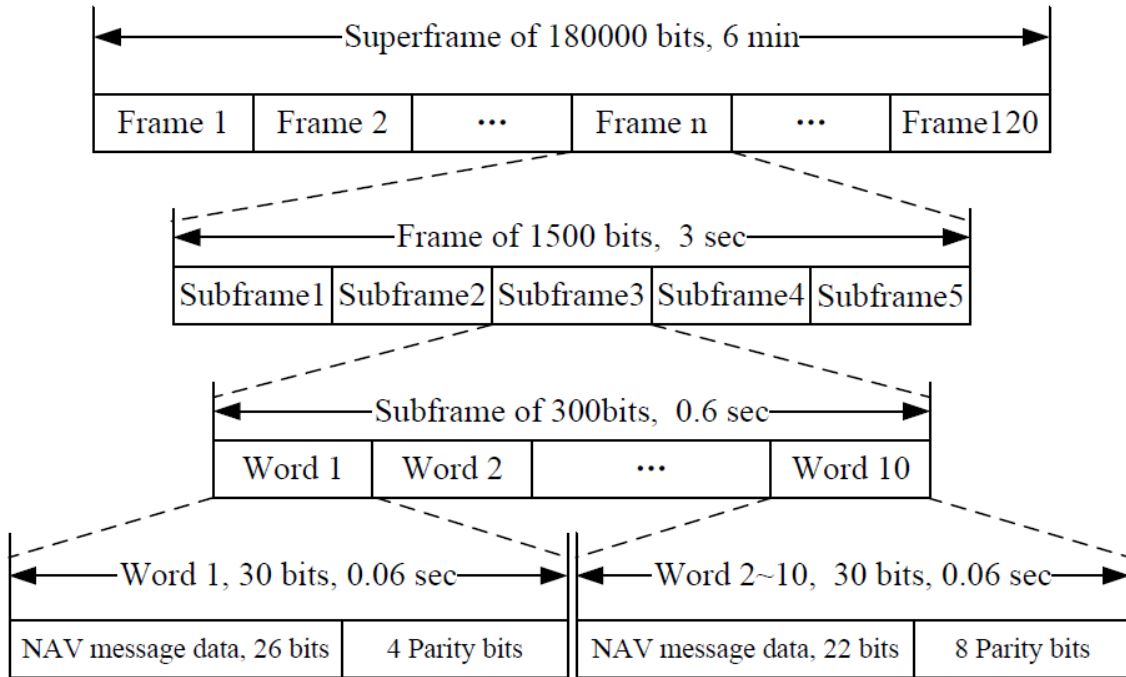 Superframe of 180000 bits, 6 min
Frame 1 Frame 2 ··· Frame n ··· Frame120
Frame of 1500 bits, 3 sec
Subframe1 Subframe2 Subframe3 Subframe4 Subframe5
Subframe of 300bits, 0.6 sec
Word 1 Word 2 ··· Word 10
Word 1, 30 bits, 0.06 sec Word 2~10, 30 bits, 0.06 sec
NAV message data, 26 bits 4 Parity bits NAV message data, 22 bits 8 Parity bits